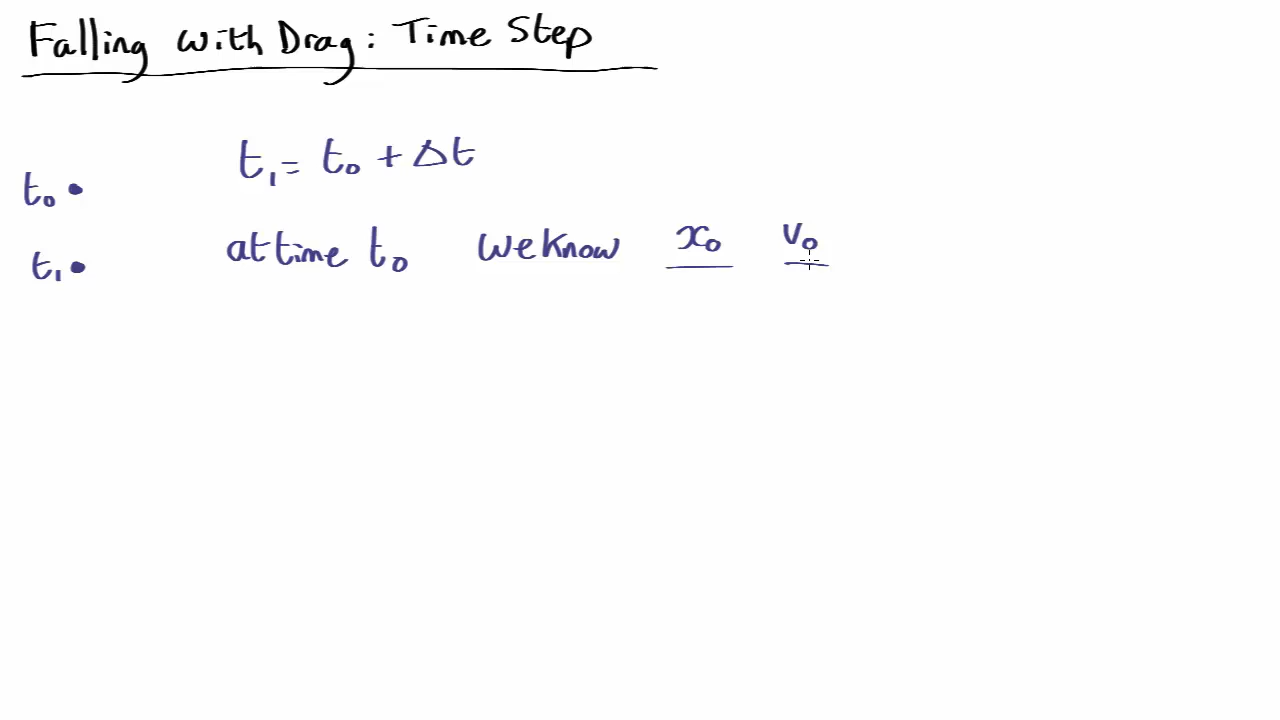 Falling with Drag: Time Step
t₁ = t₀ + Δt
t₀
at time t₀ we know x₀ v₀
t₁